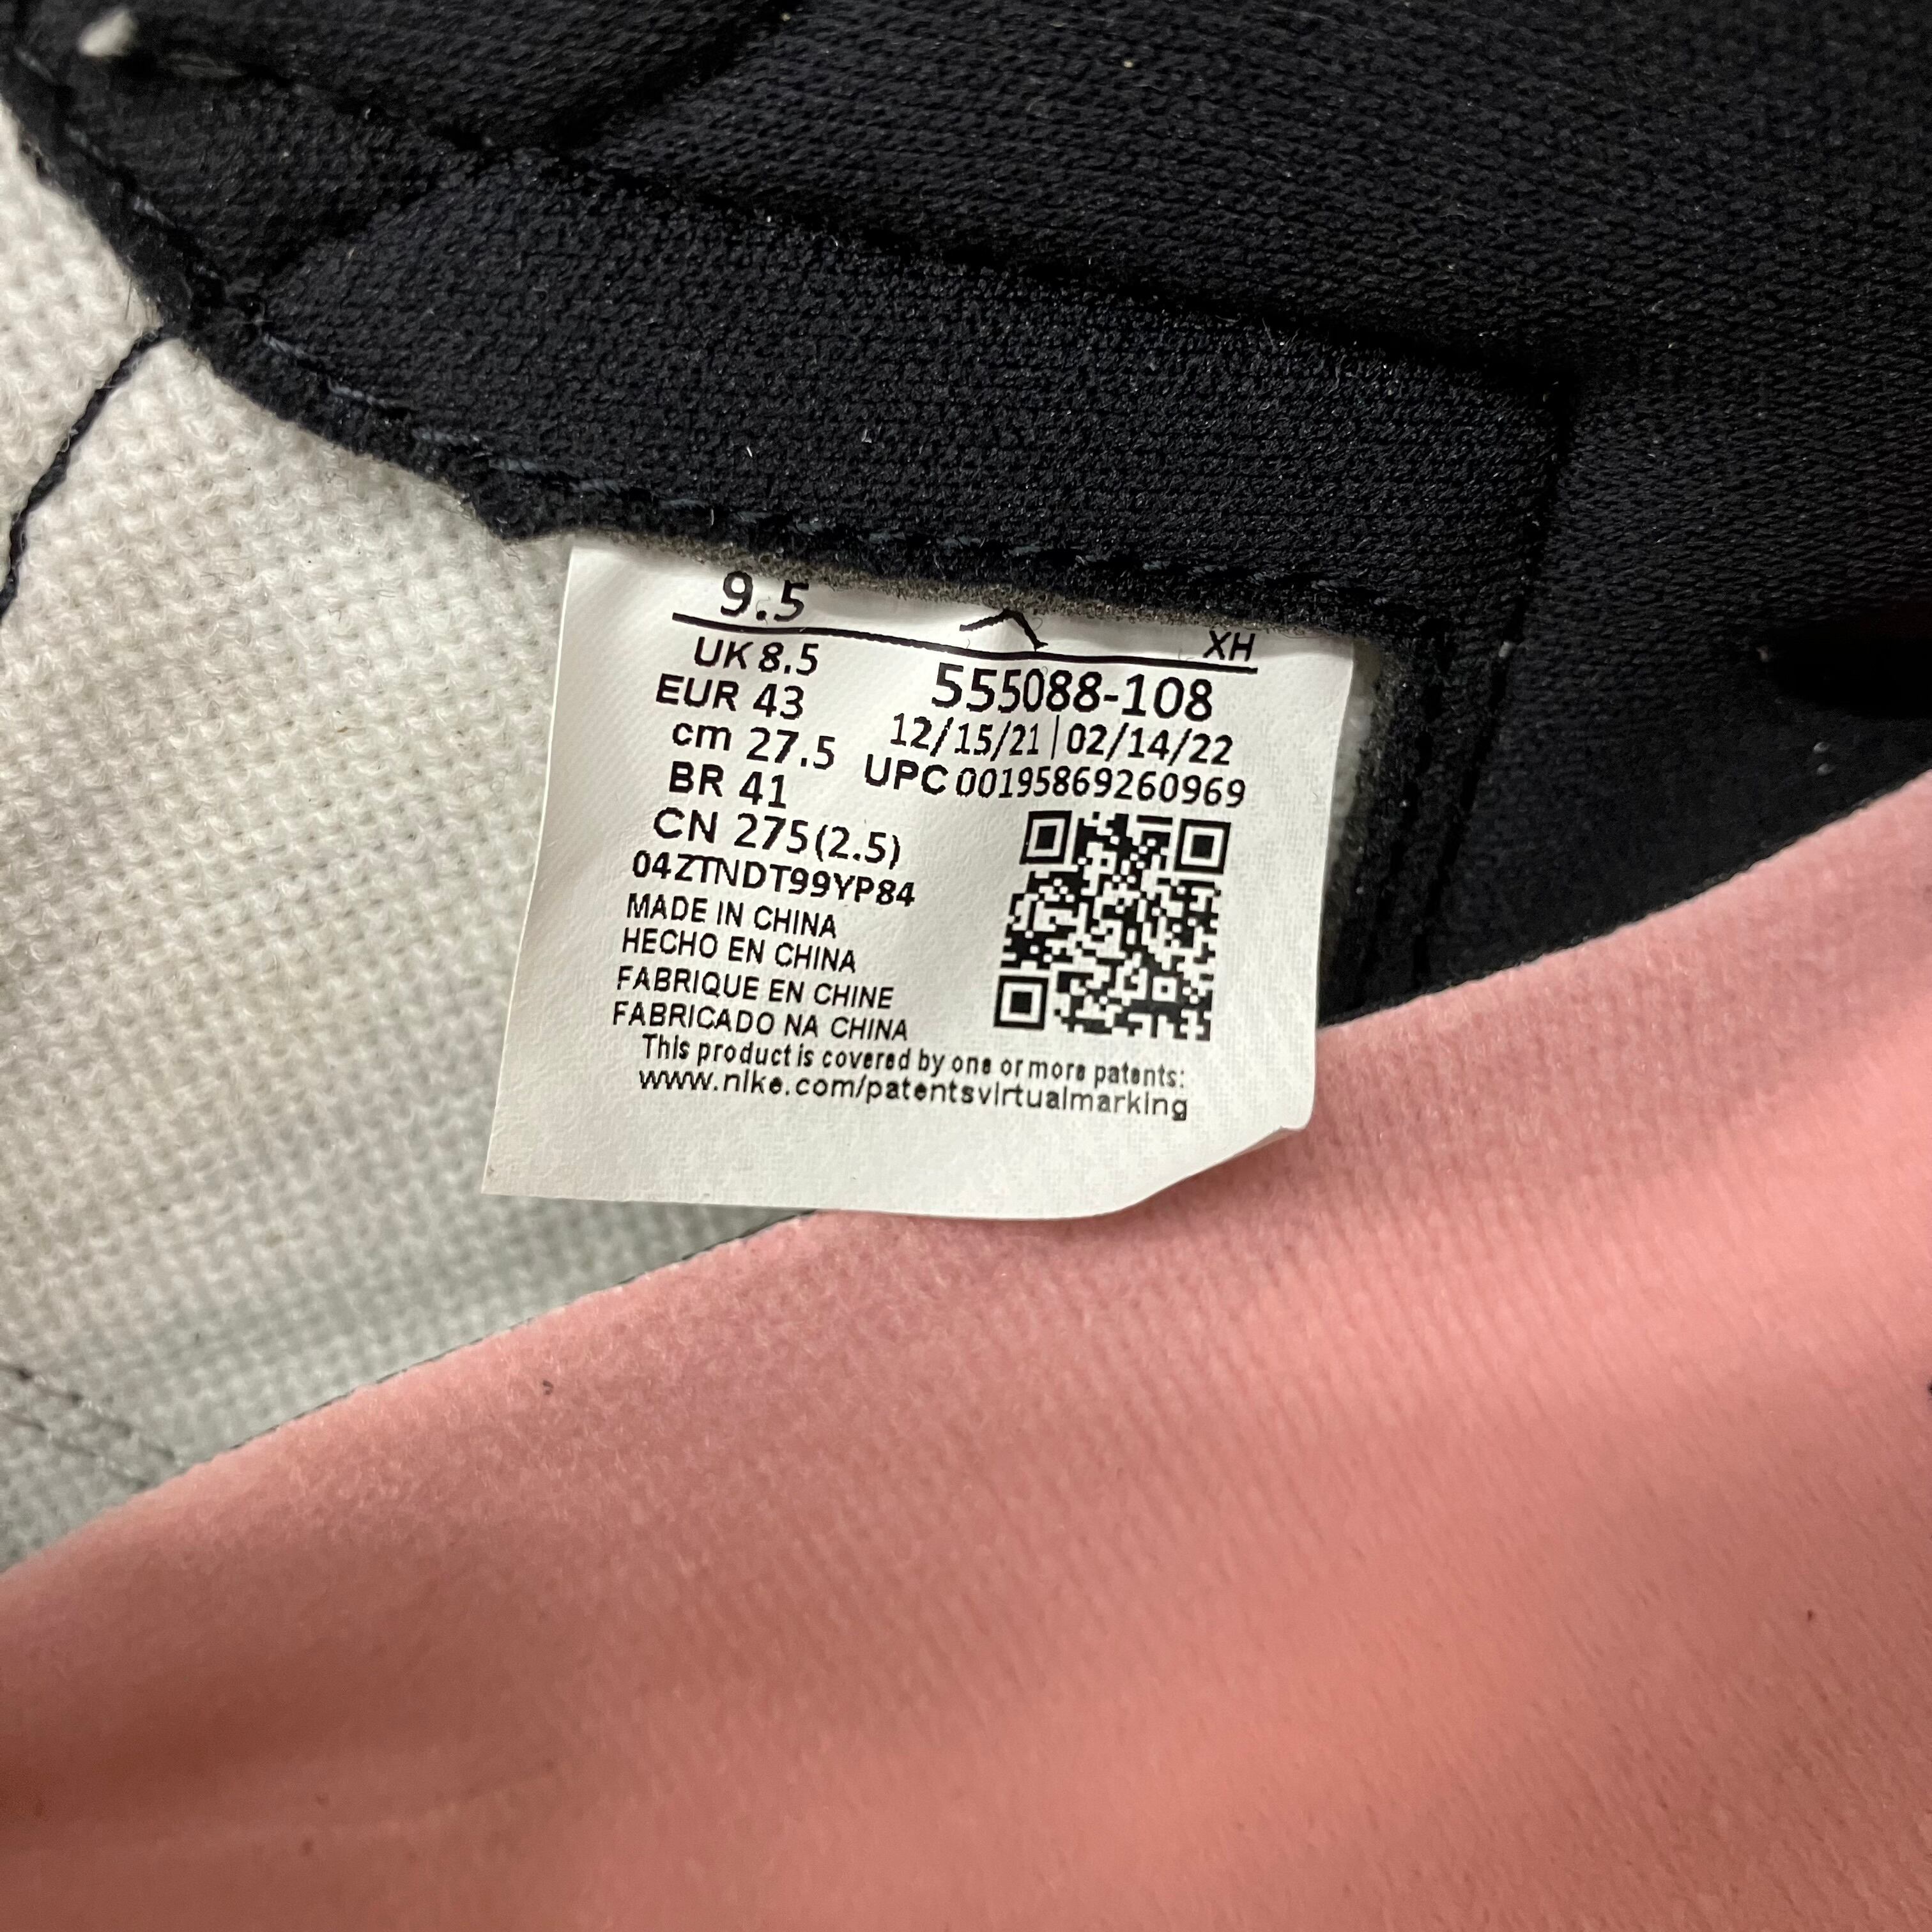 9.5
XH
UK 8.5
555088-108
EUR 43
12/15/21 | 02/14/22
cm 27.5
UPC 00195869260969
BR 41
CN 275(2.5)
04ZTNDT99YP84
MADE IN CHINA
HECHO EN CHINA
FABRIQUE EN CHINE
FABRICADO NA CHINA
This product is covered by one or more patents:
www.nike.com/patentsvirtualmarking